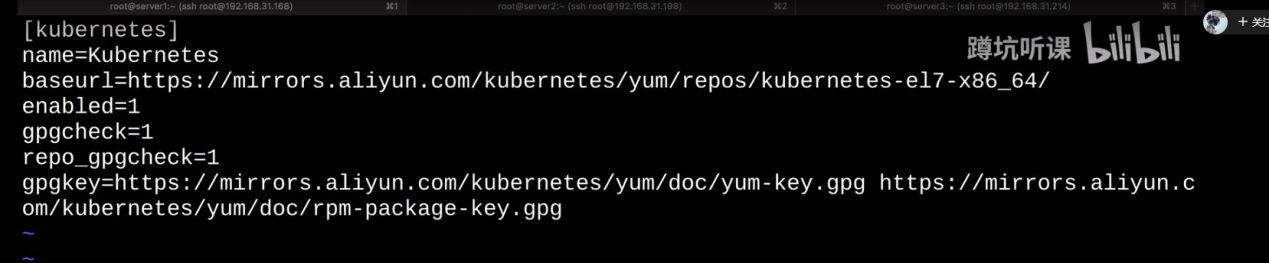 root@server1:~ (ssh root@192.168.31.168) ⌘1 root@server2:~ (ssh root@192.168.31.198) ⌘2 root@server3:~ (ssh root@192.168.31.214) ⌘3 +
[kubernetes]
name=Kubernetes
baseurl=https://mirrors.aliyun.com/kubernetes/yum/repos/kubernetes-el7-x86_64/
enabled=1
gpgcheck=1
repo_gpgcheck=1
gpgkey=https://mirrors.aliyun.com/kubernetes/yum/doc/yum-key.gpg https://mirrors.aliyun.c
om/kubernetes/yum/doc/rpm-package-key.gpg
~
~
蹲坑听课 bilibili
+ 关注